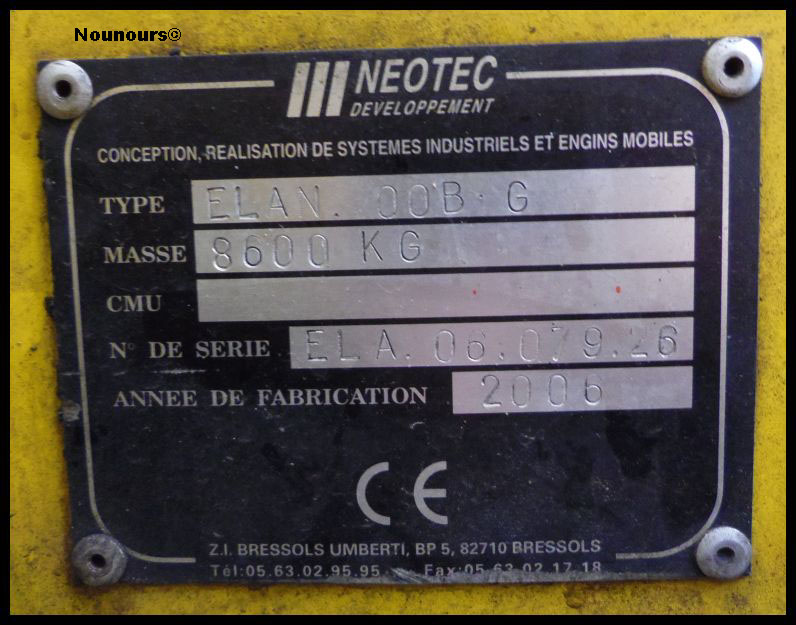 Nounours©
NEOTEC
DEVELOPPEMENT
CONCEPTION, REALISATION DE SYSTEMES INDUSTRIELS ET ENGINS MOBILES
TYPE ELAN. 00B G
MASSE 8600 KG
CMU
N° DE SERIE ELA. 06.079.26
ANNEE DE FABRICATION 2006
CE
Z.I. BRESSOLS UMBERTI, BP 5, 82710 BRESSOLS
Tél:05.63.02.95.95 Fax:05 63 02 17 18